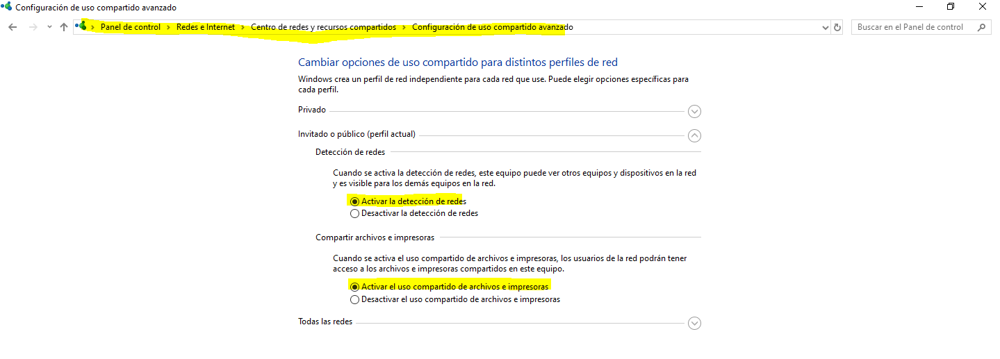 Configuración de uso compartido avanzado
Panel de control > Redes e Internet > Centro de redes y recursos compartidos > Configuración de uso compartido avanzado
Buscar en el Panel de control
Cambiar opciones de uso compartido para distintos perfiles de red
Windows crea un perfil de red independiente para cada red que use. Puede elegir opciones específicas para
cada perfil.
Privado
Invitado o público (perfil actual)
Detección de redes
Cuando se activa la detección de redes, este equipo puede ver otros equipos y dispositivos en la red
y es visible para los demás equipos en la red.
Activar la detección de redes
Desactivar la detección de redes
Compartir archivos e impresoras
Cuando se activa el uso compartido de archivos e impresoras, los usuarios de la red podrán tener
acceso a los archivos e impresoras compartidos en este equipo.
Activar el uso compartido de archivos e impresoras
Desactivar el uso compartido de archivos e impresoras
Todas las redes